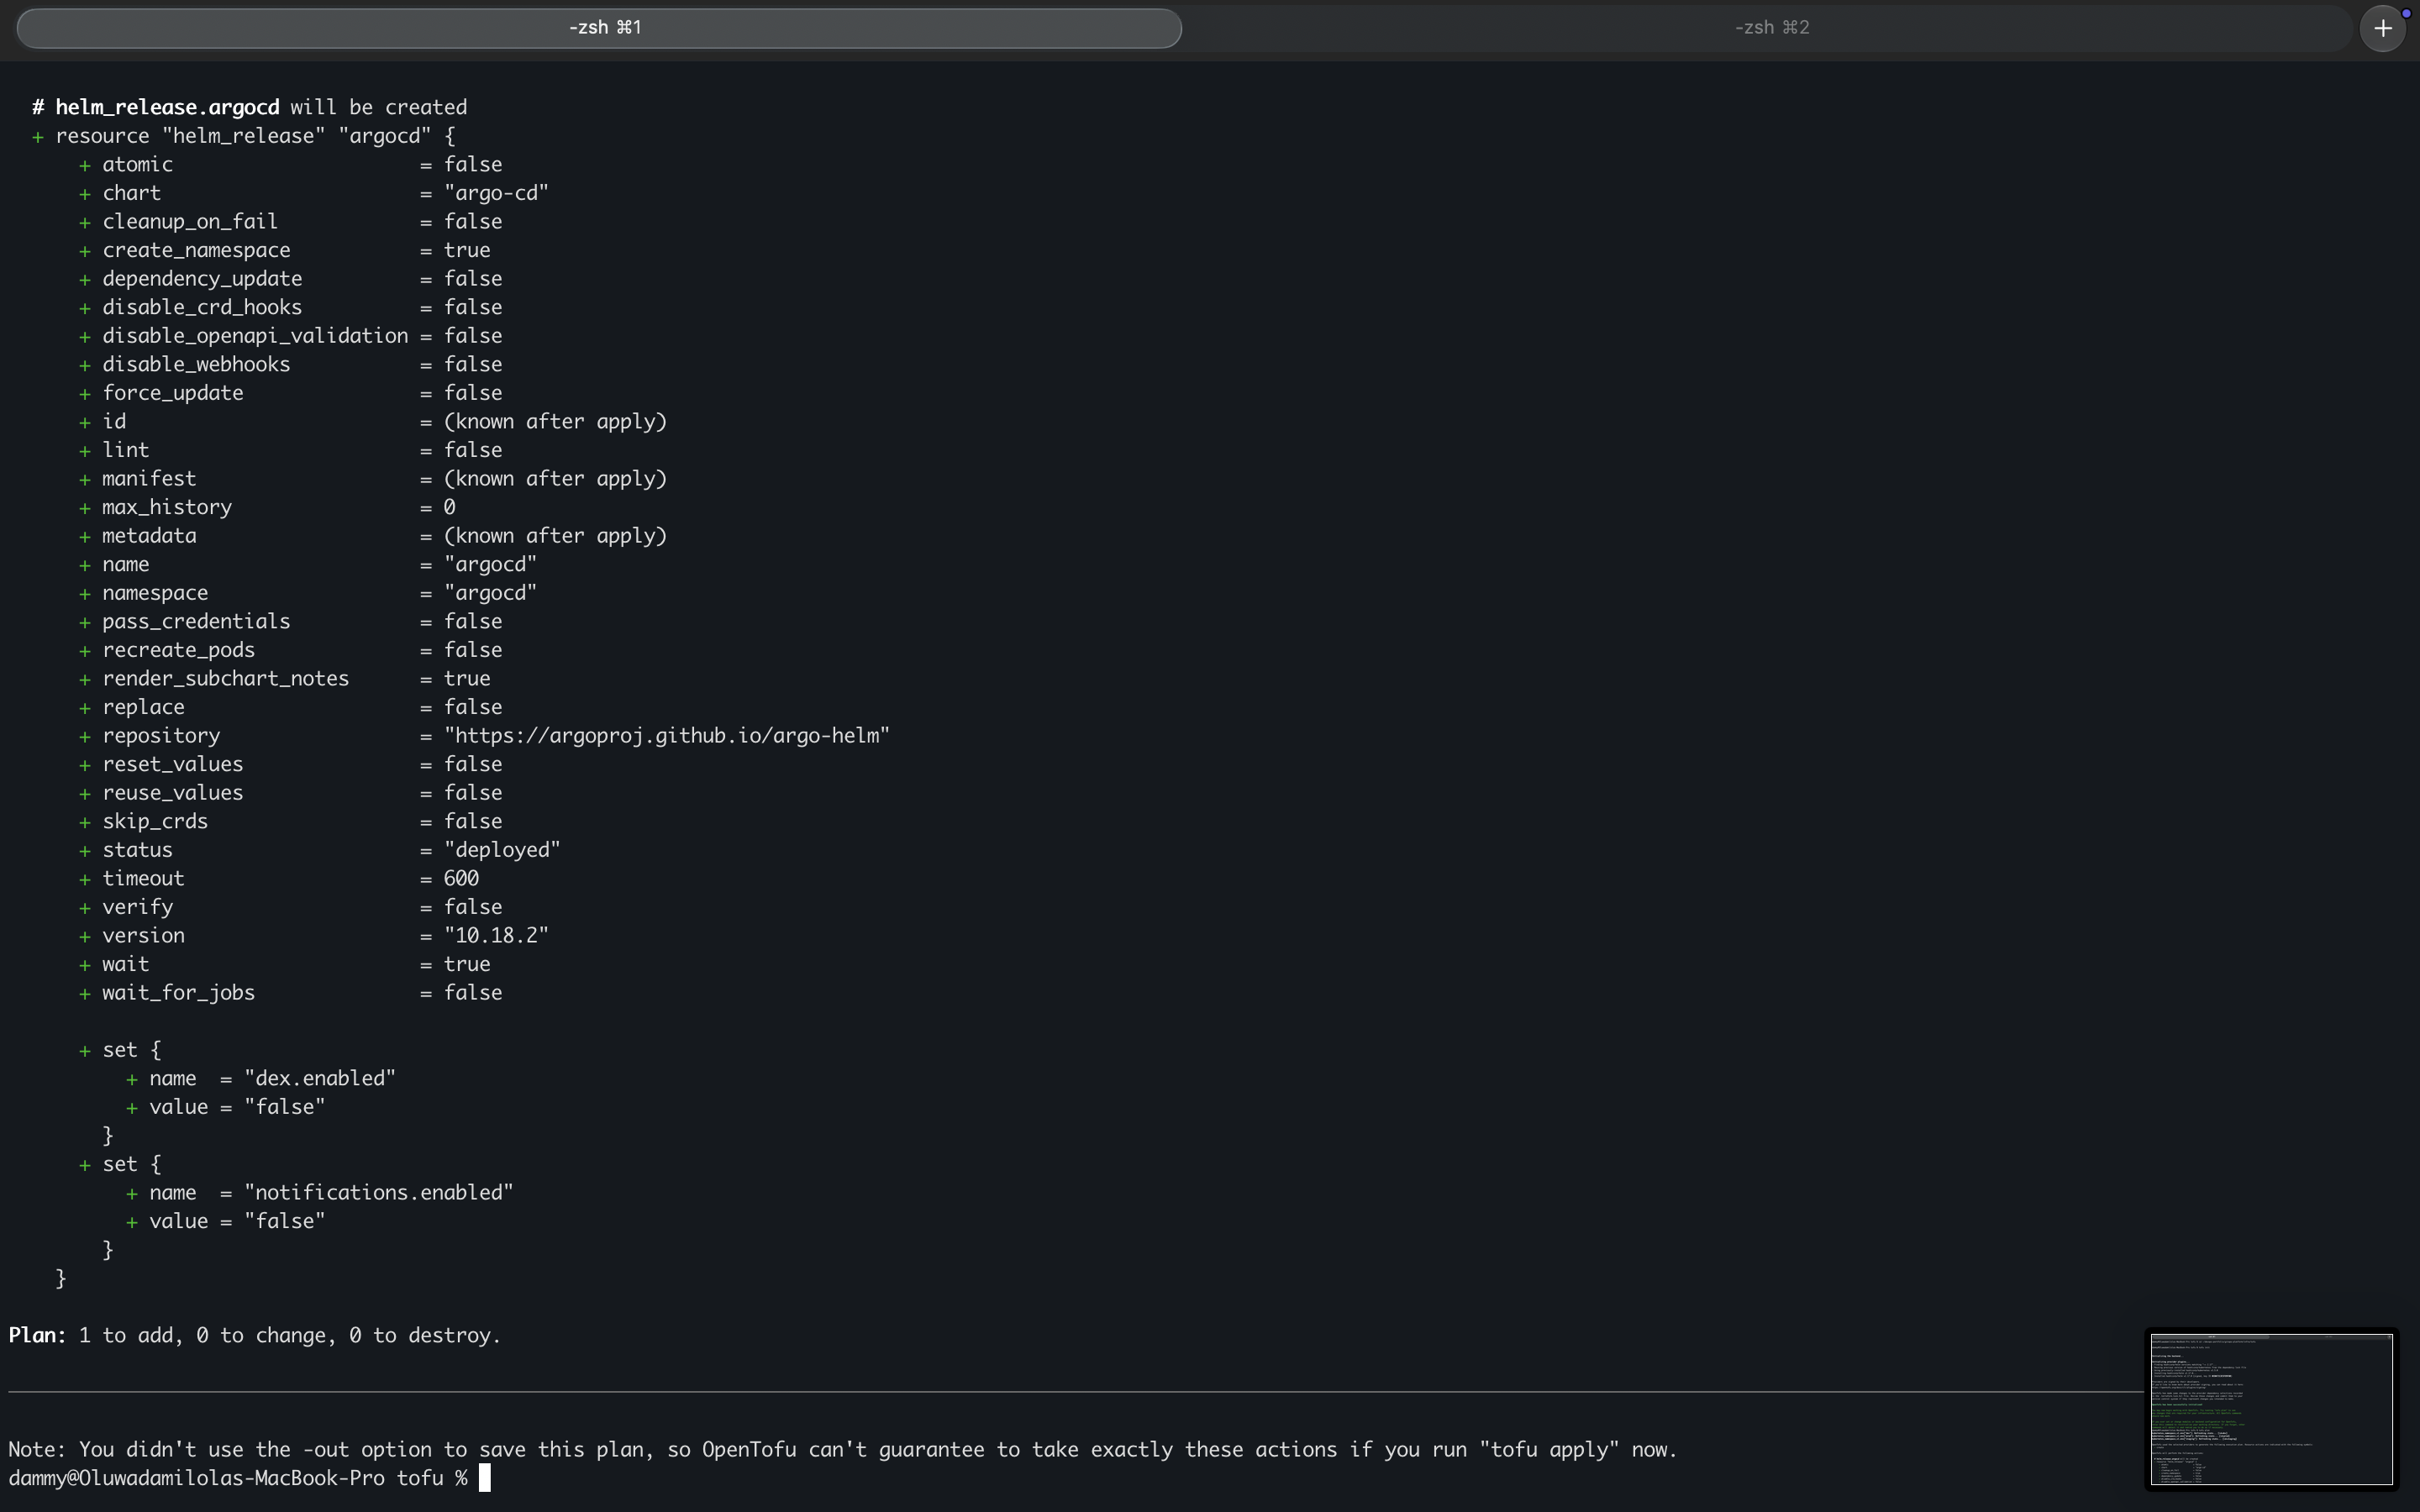 -zsh ⌘1
-zsh ⌘2
+
# helm_release.argocd will be created
+ resource "helm_release" "argocd" {
    + atomic                     = false
    + chart                      = "argo-cd"
    + cleanup_on_fail            = false
    + create_namespace           = true
    + dependency_update          = false
    + disable_crd_hooks          = false
    + disable_openapi_validation = false
    + disable_webhooks           = false
    + force_update               = false
    + id                         = (known after apply)
    + lint                       = false
    + manifest                   = (known after apply)
    + max_history                = 0
    + metadata                   = (known after apply)
    + name                       = "argocd"
    + namespace                  = "argocd"
    + pass_credentials           = false
    + recreate_pods              = false
    + render_subchart_notes      = true
    + replace                    = false
    + repository                 = "https://argoproj.github.io/argo-helm"
    + reset_values               = false
    + reuse_values               = false
    + skip_crds                  = false
    + status                     = "deployed"
    + timeout                    = 600
    + verify                     = false
    + version                    = "10.18.2"
    + wait                       = true
    + wait_for_jobs              = false
    + set {
        + name  = "dex.enabled"
        + value = "false"
      }
    + set {
        + name  = "notifications.enabled"
        + value = "false"
      }
  }
Plan: 1 to add, 0 to change, 0 to destroy.
Note: You didn't use the -out option to save this plan, so OpenTofu can't guarantee to take exactly these actions if you run "tofu apply" now.
dammy@Oluwadamilolas-MacBook-Pro tofu %